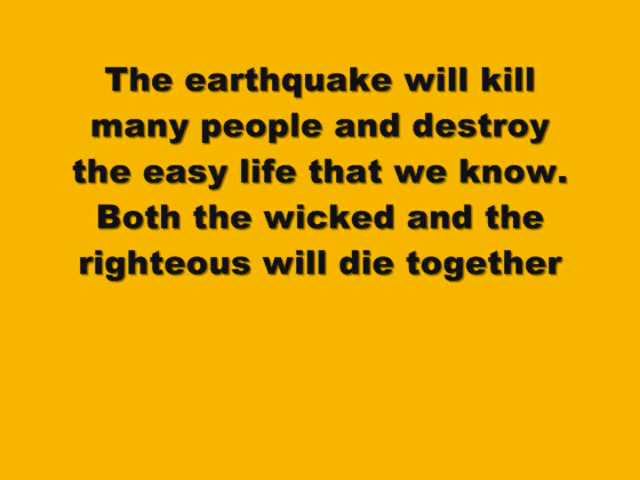 The earthquake will kill
many people and destroy
the easy life that we know.
Both the wicked and the
righteous will die together